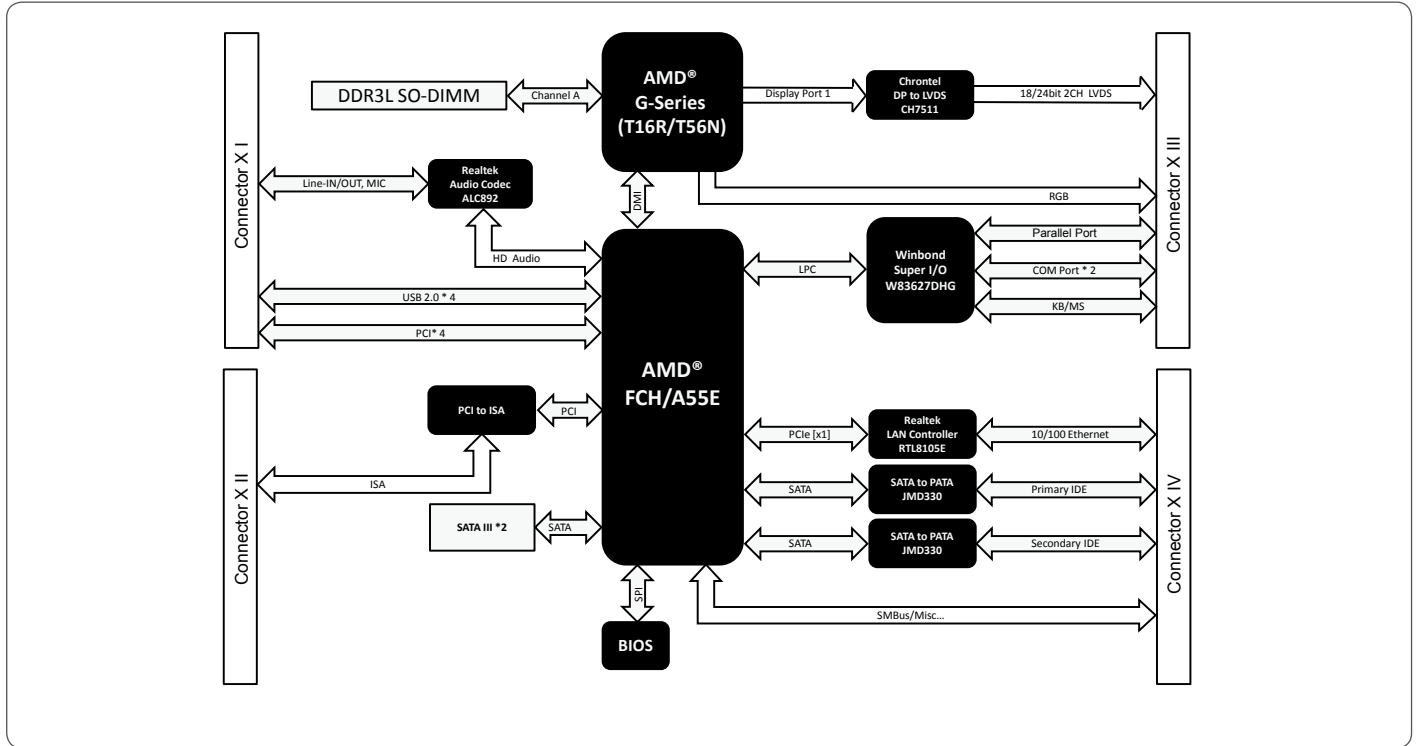 AMD®
G-Series
(T16R/T56N)
DDR3L SO-DIMM
Channel A
Display Port 1
Chrontel
DP to LVDS
CH7511
18/24bit 2CH LVDS
Connector X I
Connector X III
Line-IN/OUT, MIC
Realtek
Audio Codec
ALC892
DMI
RGB
HD Audio
LPC
Winbond
Super I/O
W83627DHG
Parallel Port
COM Port * 2
KB/MS
USB 2.0 * 4
PCI* 4
AMD®
FCH/A55E
Connector X II
Connector X IV
PCI to ISA
PCI
ISA
PCIe [x1]
Realtek
LAN Controller
RTL8105E
10/100 Ethernet
SATA
SATA to PATA
JMD330
Primary IDE
SATA III *2
SATA
SATA
SATA to PATA
JMD330
Secondary IDE
SPI
SMBus/Misc...
BIOS